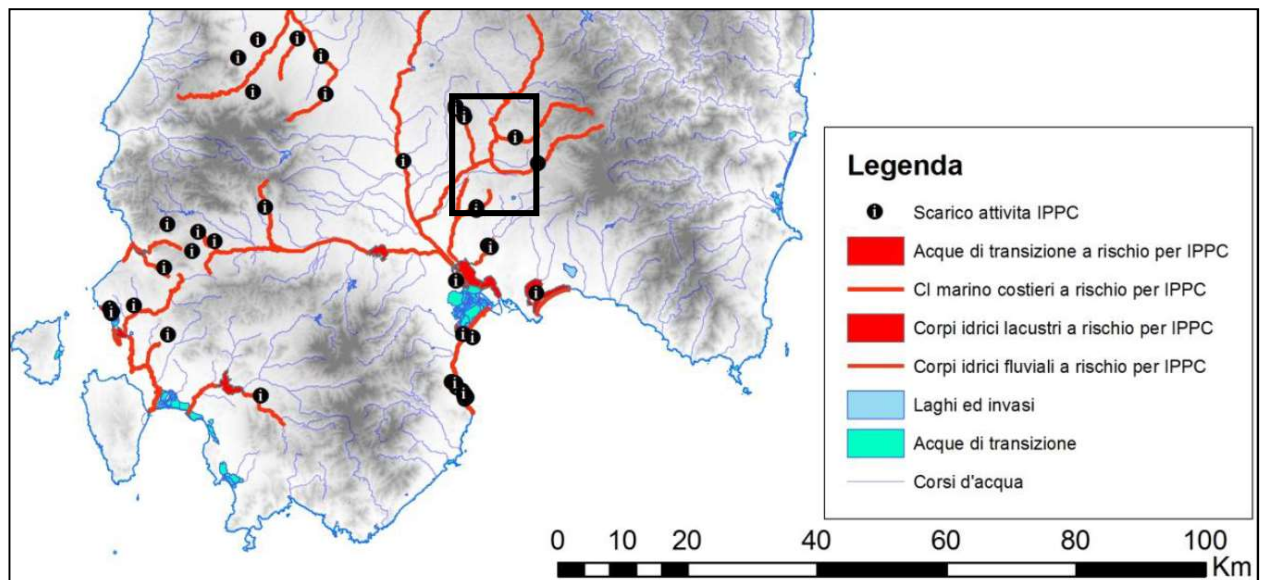 Legenda
Scarico attivita IPPC
Acque di transizione a rischio per IPPC
CI marino costieri a rischio per IPPC
Corpi idrici lacustri a rischio per IPPC
Corpi idrici fluviali a rischio per IPPC
Laghi ed invasi
Acque di transizione
Corsi d'acqua
0 10 20 40 60 80 100
Km